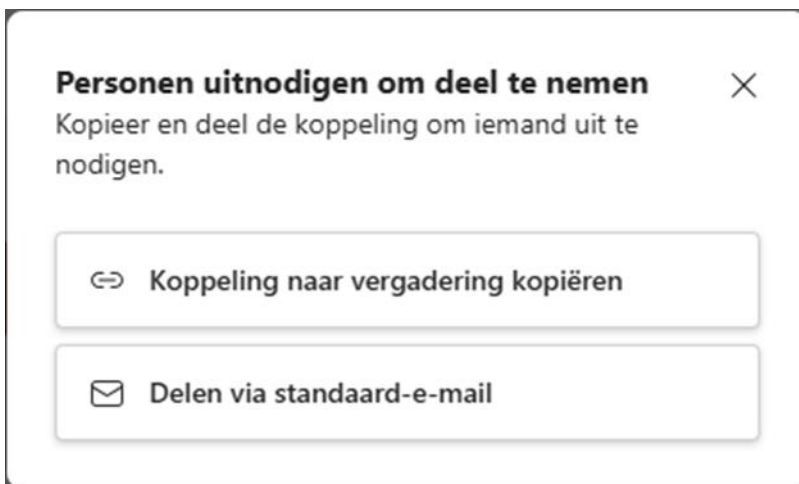 Personen uitnodigen om deel te nemen
Kopieer en deel de koppeling om iemand uit te
nodigen.
Koppeling naar vergadering kopiëren
Delen via standaard-e-mail